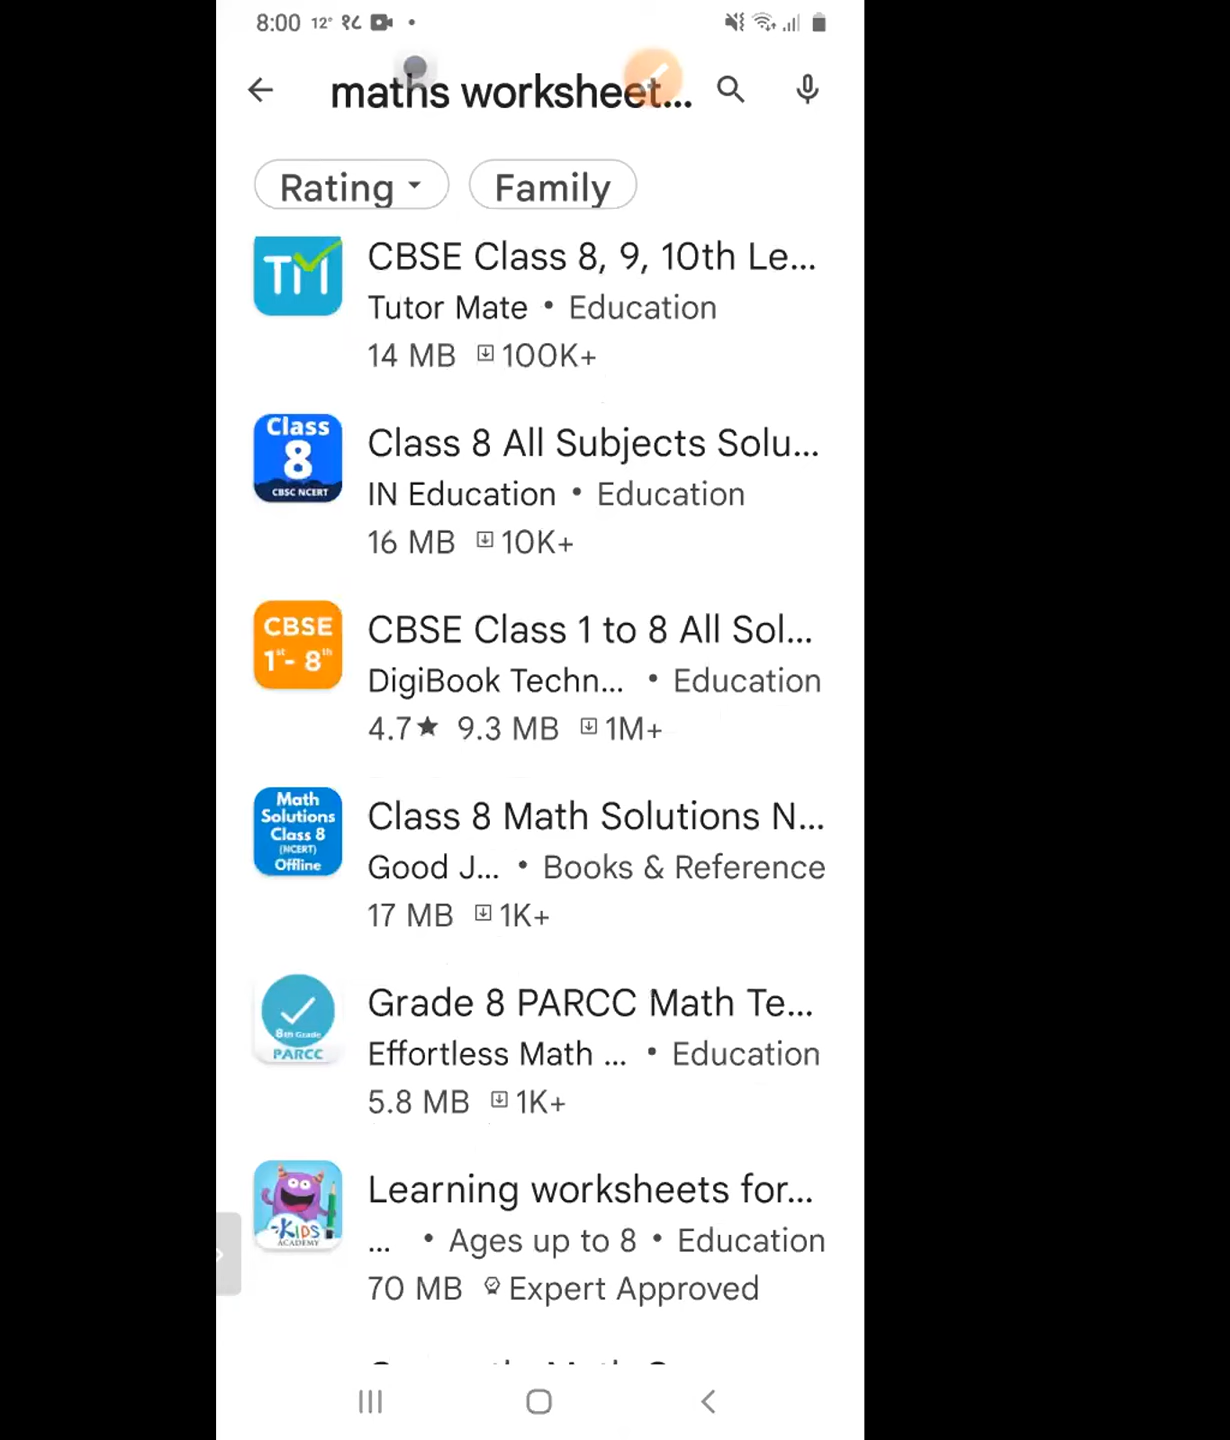 8:00 12° १८
maths worksheet...
Rating
Family
TM
CBSE Class 8, 9, 10th Le...
Tutor Mate • Education
14 MB 100K+
Class
8
CBSC NCERT
Class 8 All Subjects Solu...
IN Education • Education
16 MB 10K+
CBSE
1st- 8th
CBSE Class 1 to 8 All Sol...
DigiBook Techn... • Education
4.7★ 9.3 MB 1M+
Math
Solutions
Class 8
(NCERT)
Offline
Class 8 Math Solutions N...
Good J... • Books & Reference
17 MB 1K+
8th Grade
PARCC
Grade 8 PARCC Math Te...
Effortless Math ... • Education
5.8 MB 1K+
KIDS
ACADEMY
Learning worksheets for...
... • Ages up to 8 • Education
70 MB Expert Approved